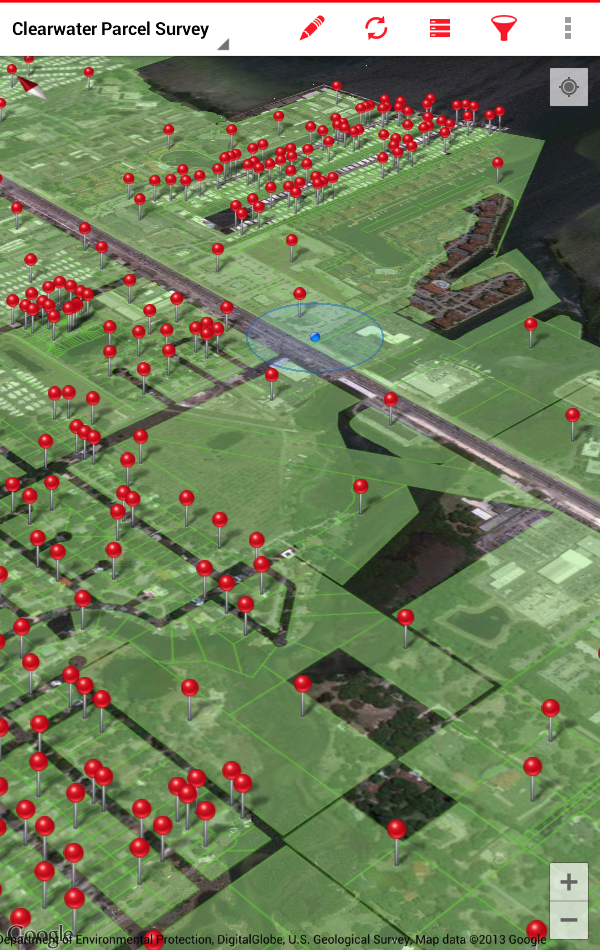 Clearwater Parcel Survey
Google
Department of Environmental Protection, DigitalGlobe, U.S. Geological Survey, Map data ©2013 Google